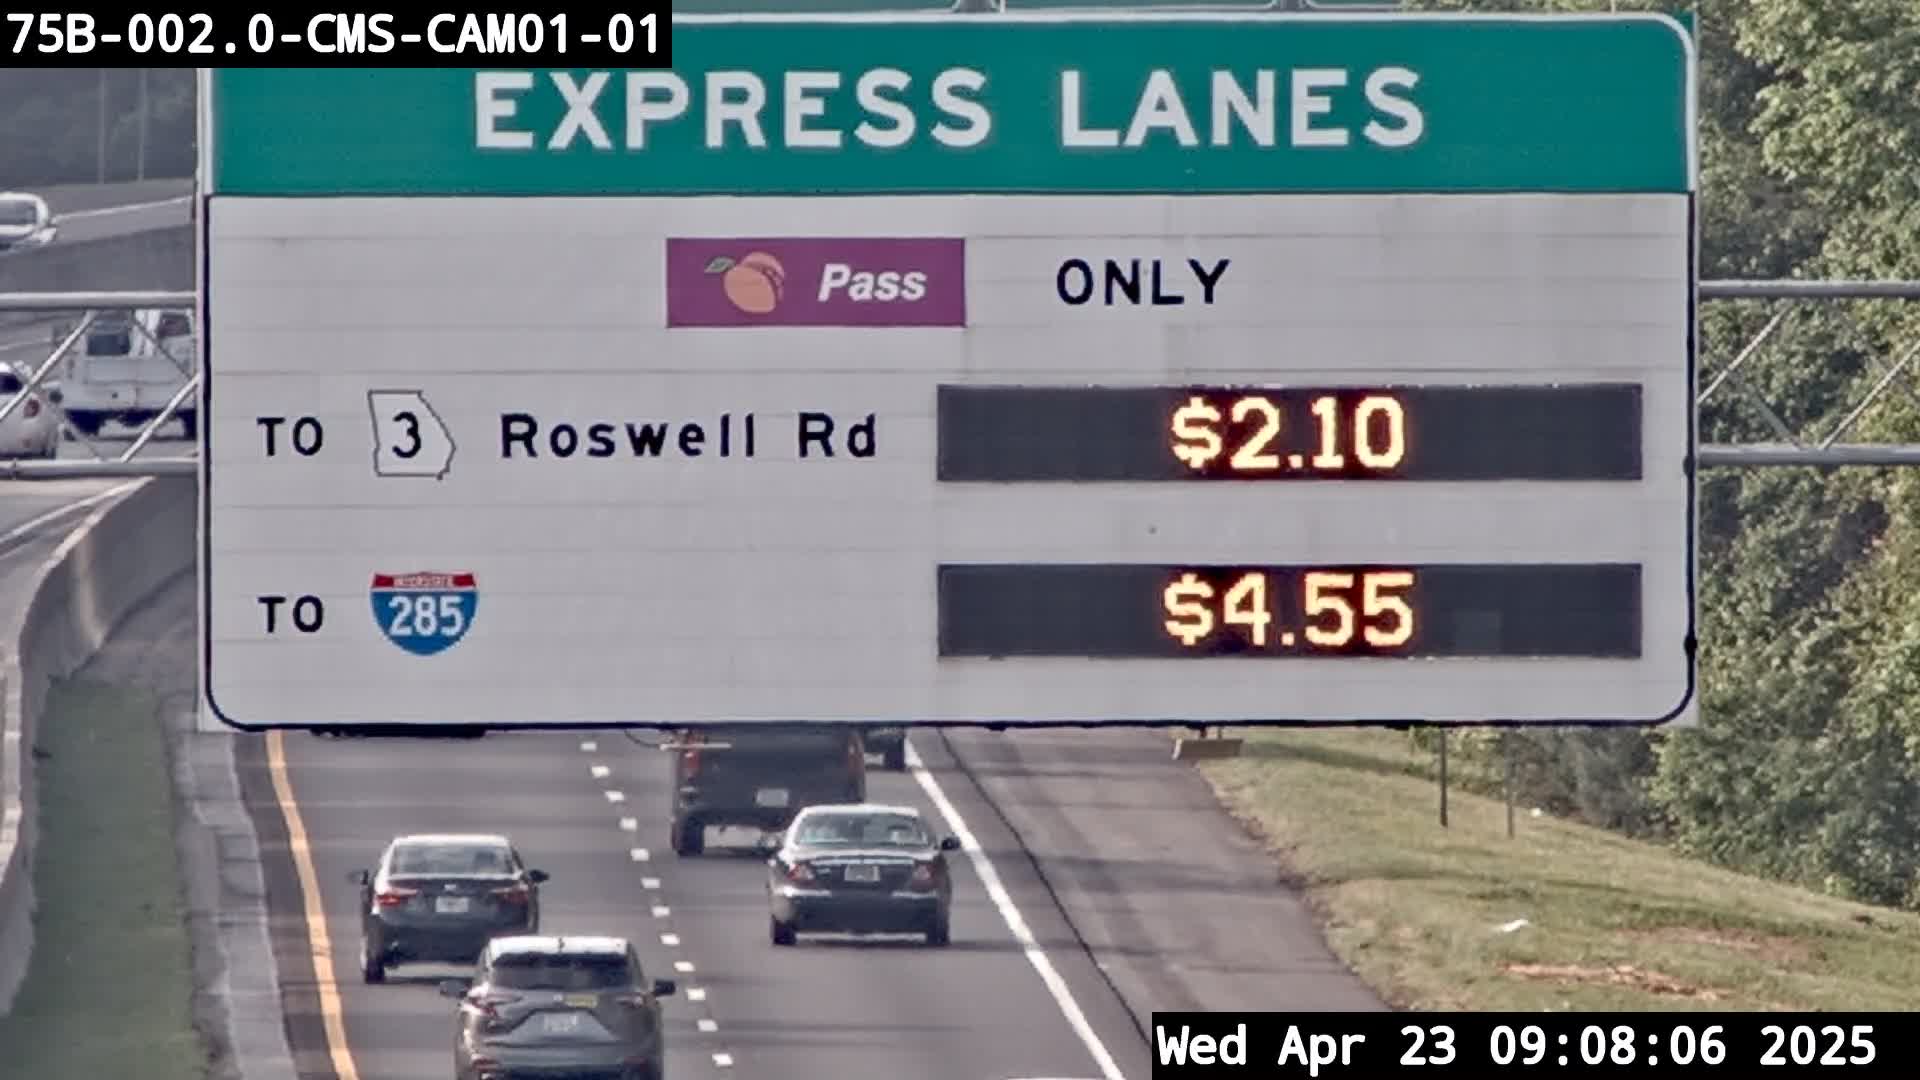 75B-002.0-CMS-CAM01-01
EXPRESS LANES
Pass ONLY
TO 3 Roswell Rd $2.10
INTERSTATE
TO 285 $4.55
Wed Apr 23 09:08:06 2025